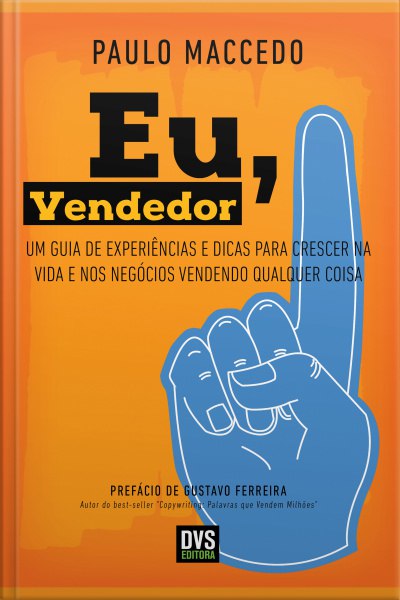 PAULO MACCEDO
Eu,
Vendedor
UM GUIA DE EXPERIÊNCIAS E DICAS PARA CRESCER NA
VIDA E NOS NEGÓCIOS VENDENDO QUALQUER COISA
PREFÁCIO DE GUSTAVO FERREIRA
Autor do best-seller "Copywriting: Palavras que Vendem Milhões"
DVS
EDITORA